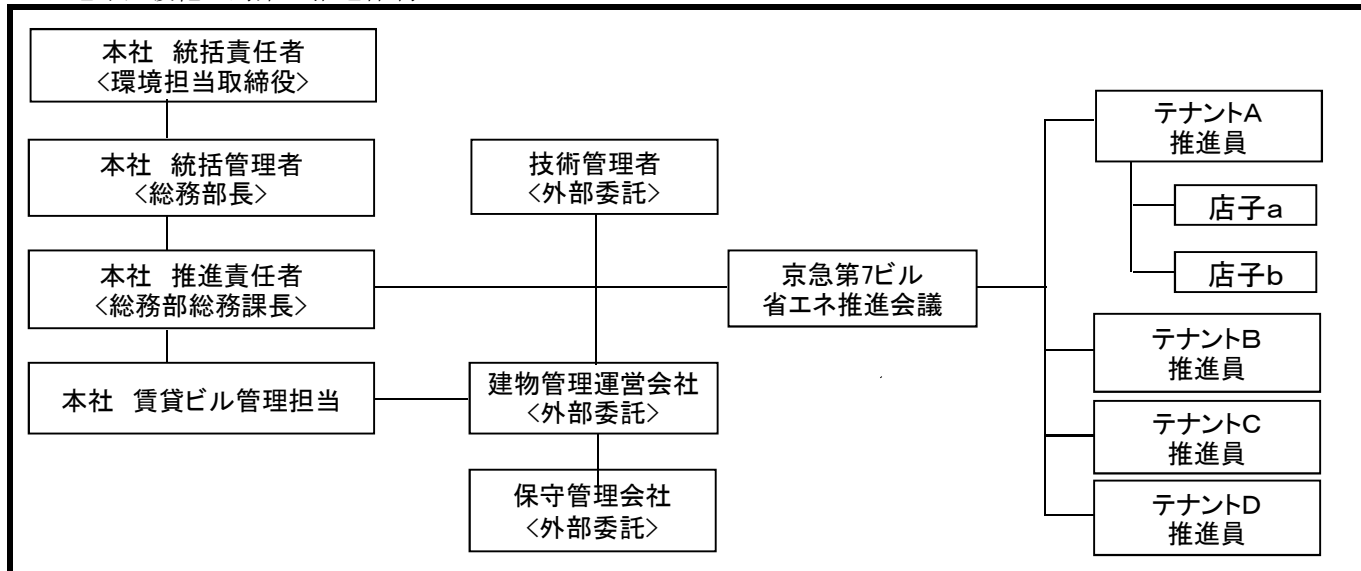 本社 統括責任者
<環境担当取締役>
本社 統括管理者
<総務部長>
本社 推進責任者
<総務部総務課長>
本社 賃貸ビル管理担当
技術管理者
<外部委託>
建物管理運営会社
<外部委託>
保守管理会社
<外部委託>
京急第7ビル
省エネ推進会議
テナントA
推進員
店子a
店子b
テナントB
推進員
テナントC
推進員
テナントD
推進員